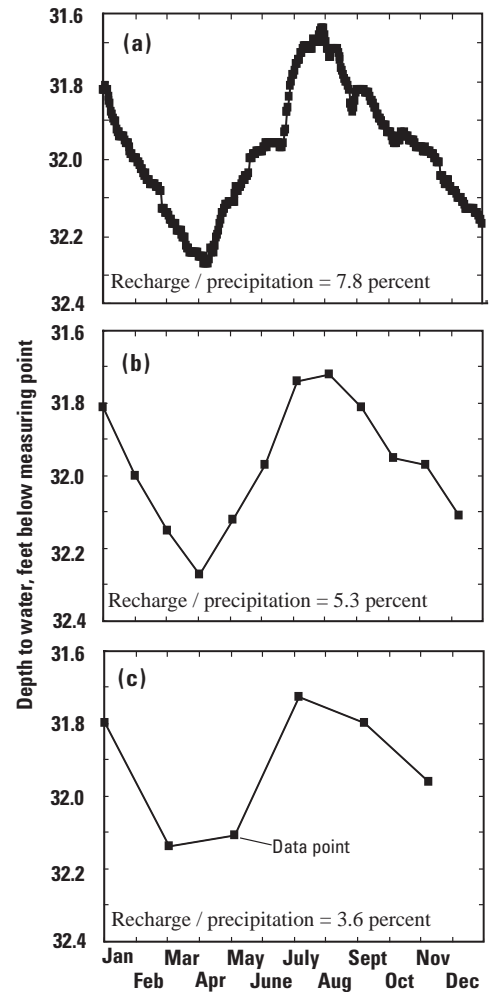 Depth to water, feet below measuring point
31.6
31.8
32.0
32.2
32.4
(a)
Recharge / precipitation = 7.8 percent
31.6
31.8
32.0
32.2
32.4
(b)
Recharge / precipitation = 5.3 percent
31.6
31.8
32.0
32.2
32.4
(c)
Data point
Recharge / precipitation = 3.6 percent
Jan Mar May July Sept Nov
Feb Apr June Aug Oct Dec